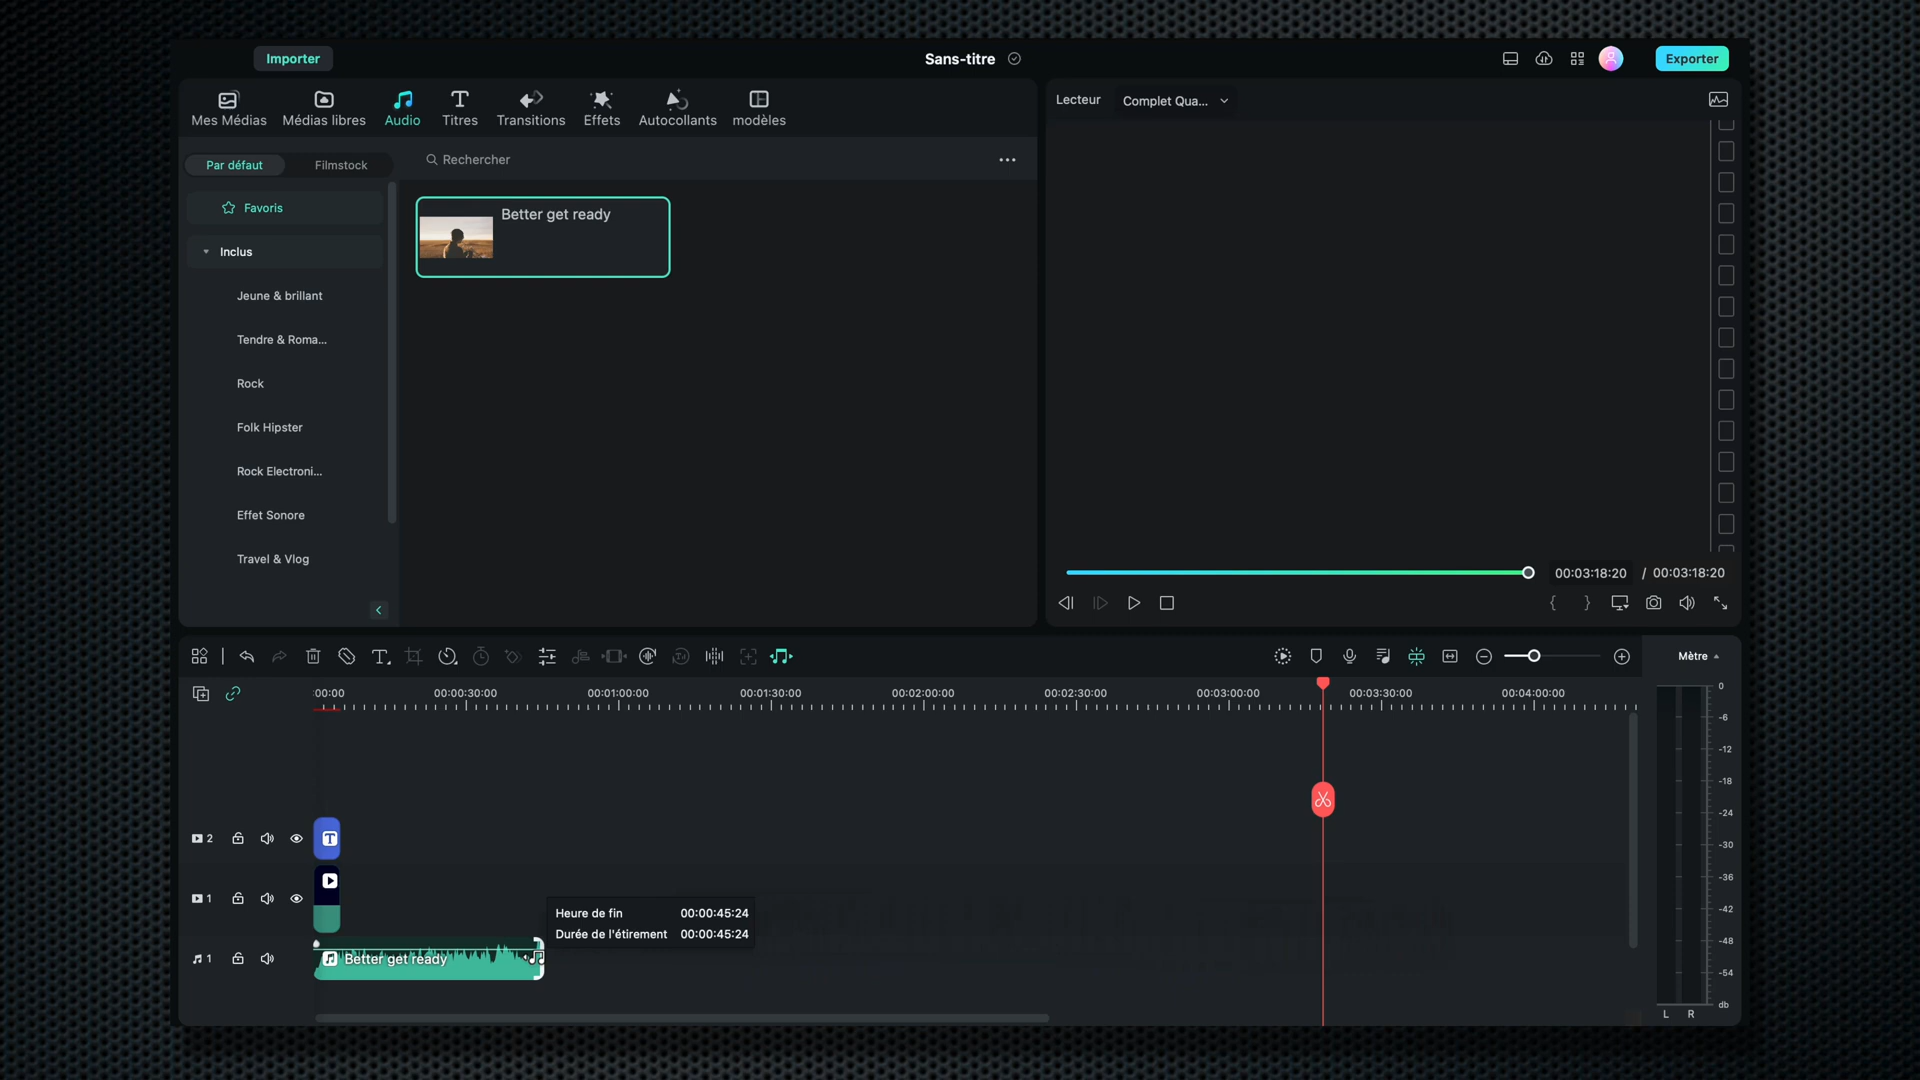 Importer
Sans-titre
Exporter
Mes Médias
Médias libres
Audio
Titres
Transitions
Effets
Autocollants
modèles
Lecteur
Complet Qua...
Par défaut
Filmstock
Rechercher
Favoris
Inclus
Jeune & brillant
Tendre & Roma...
Rock
Folk Hipster
Rock Electroni...
Effet Sonore
Travel & Vlog
Better get ready
00:03:18:20 / 00:03:18:20
Mètre
:00:00
00:00:30:00
00:01:00:00
00:01:30:00
00:02:00:00
00:02:30:00
00:03:00:00
00:03:30:00
00:04:00:00
2
1
1
Heure de fin 00:00:45:24
Durée de l'étirement 00:00:45:24
Better get ready
0
-6
-12
-18
-24
-30
-36
-42
-48
-54
db
L R